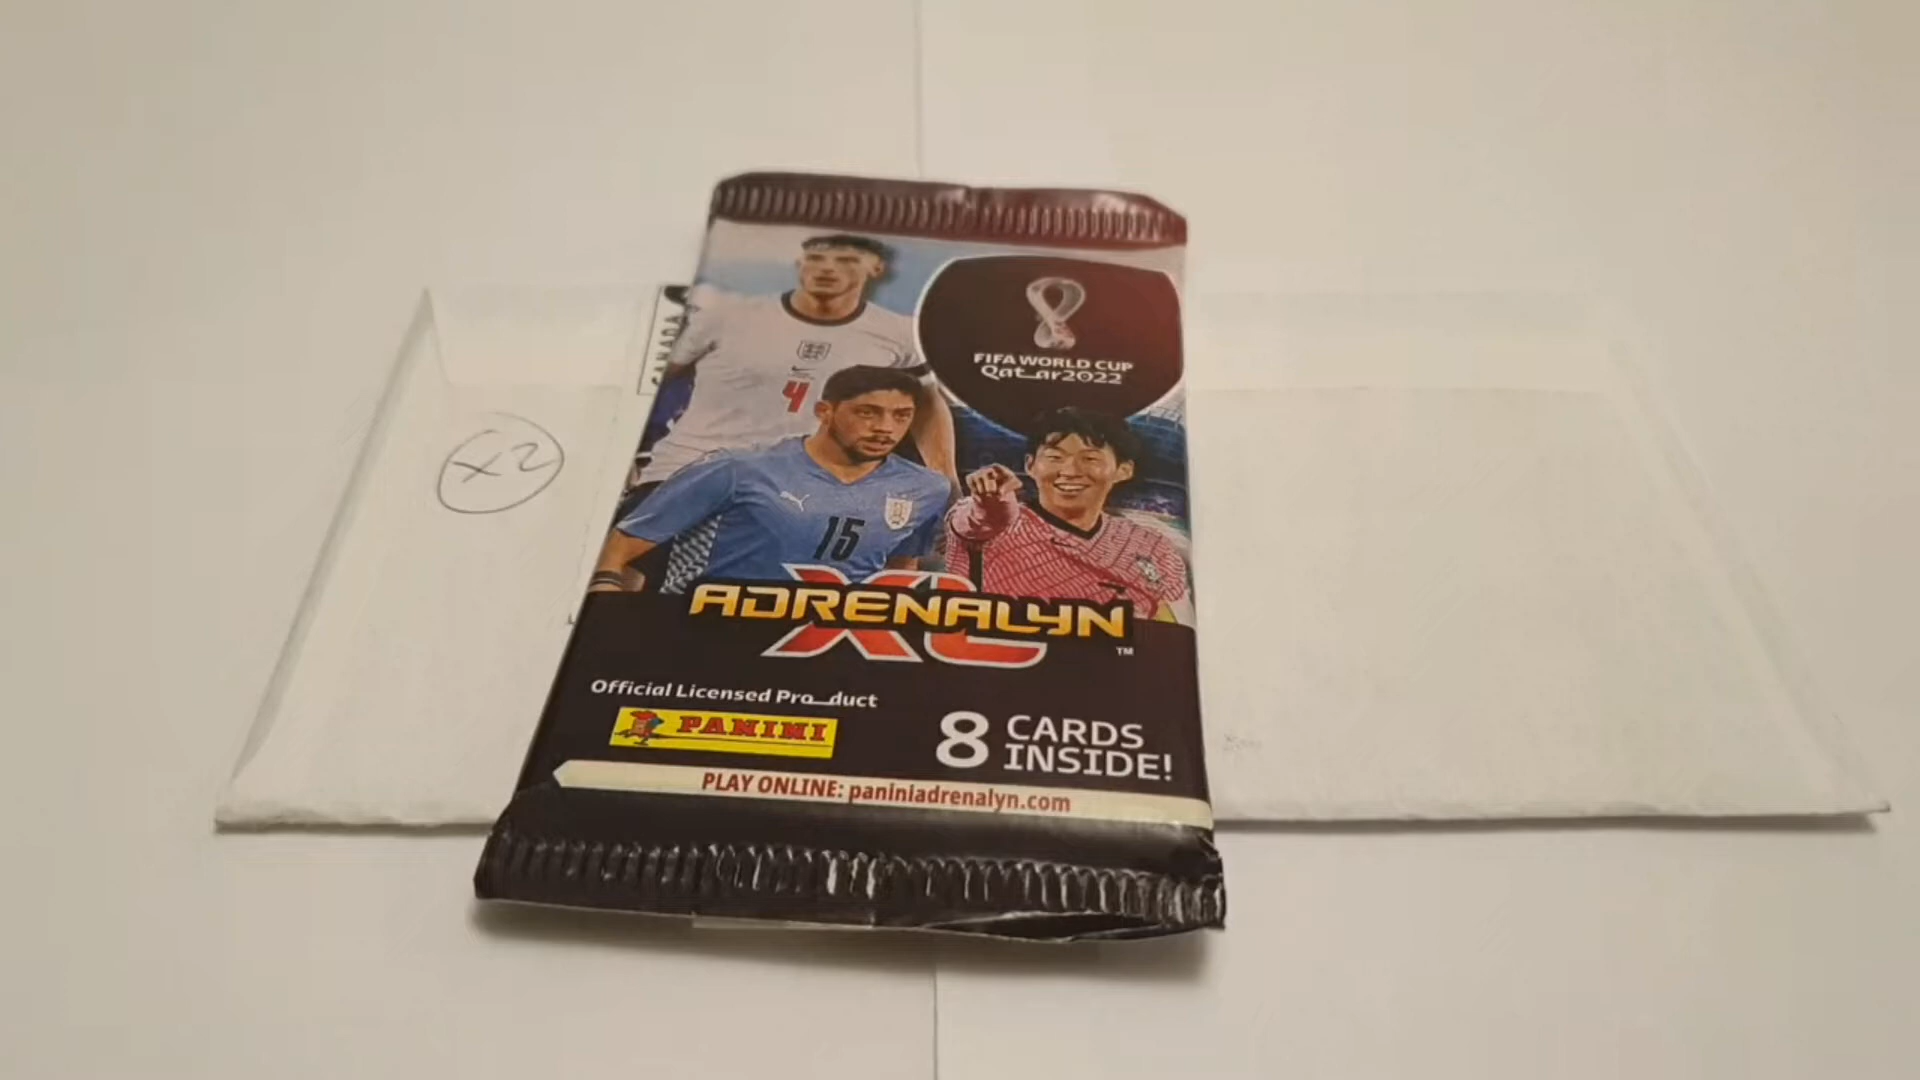 FIFA WORLD CUP
Qatar2022
CANADA
X2
4
15
XL
ADRENALYN
TM
Official Licensed Product
PANINI
8 CARDS
INSIDE!
PLAY ONLINE: paniniadrenalyn.com